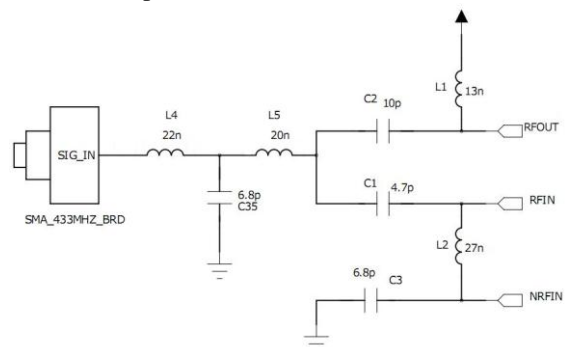 L1
13n
C2
10p
L4
22n
L5
20n
RFOUT
SIG_IN
C1
4.7p
RFIN
6.8p
C35
SMA_433MHZ_BRD
L2
27n
6.8p
C3
NRFIN